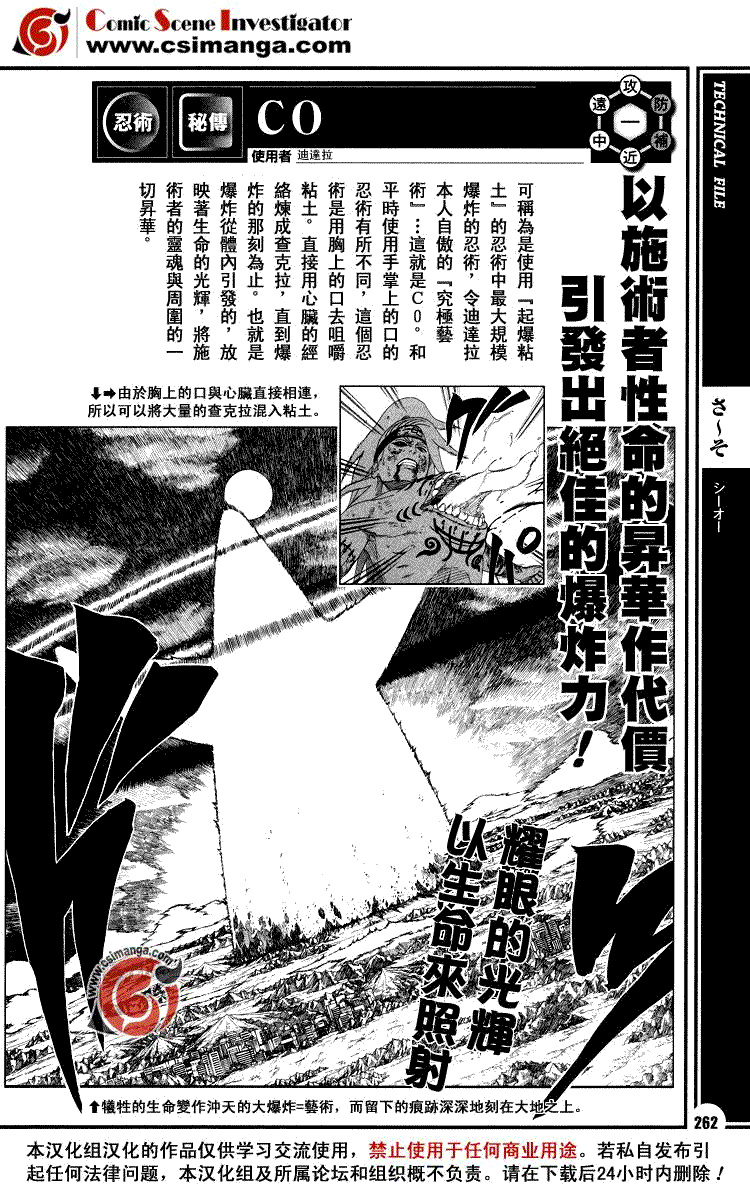 Comic Scene Investigator
www.csimanga.com
TECHNICAL FILE
さ～そ
シーオー
忍術
秘傳
CO
使用者 迪達拉
攻
防
補
近
中
遠
一
以施術者性命的昇華作代價
引發出絕佳的爆炸力！
可稱為是使用『起爆粘
土』的忍術中最大規模
爆炸的忍術，令迪達拉
本人自傲的『究極藝
術』…這就是C0。和
平時使用手掌上的口的
忍術有所不同，這個忍
術是用胸上的口去咀嚼
粘土。直接用心臟的經
絡煉成查克拉，直到爆
炸的那刻為止。也就是
爆炸從體內引發的，放
映著生命的光輝，將施
術者的靈魂與周圍的一
切昇華。
⬇➡由於胸上的口與心臟直接相連，
所以可以將大量的查克拉混入粘土。
耀眼的光輝
以生命來照射
www.csimanga.com
⬆犧牲的生命變作沖天的大爆炸=藝術，而留下的痕跡深深地刻在大地之上。
262
本汉化组汉化的作品仅供学习交流使用，禁止使用于任何商业用途。若私自发布引
起任何法律问题，本汉化组及所属论坛和组织概不负责。请在下载后24小时内删除！